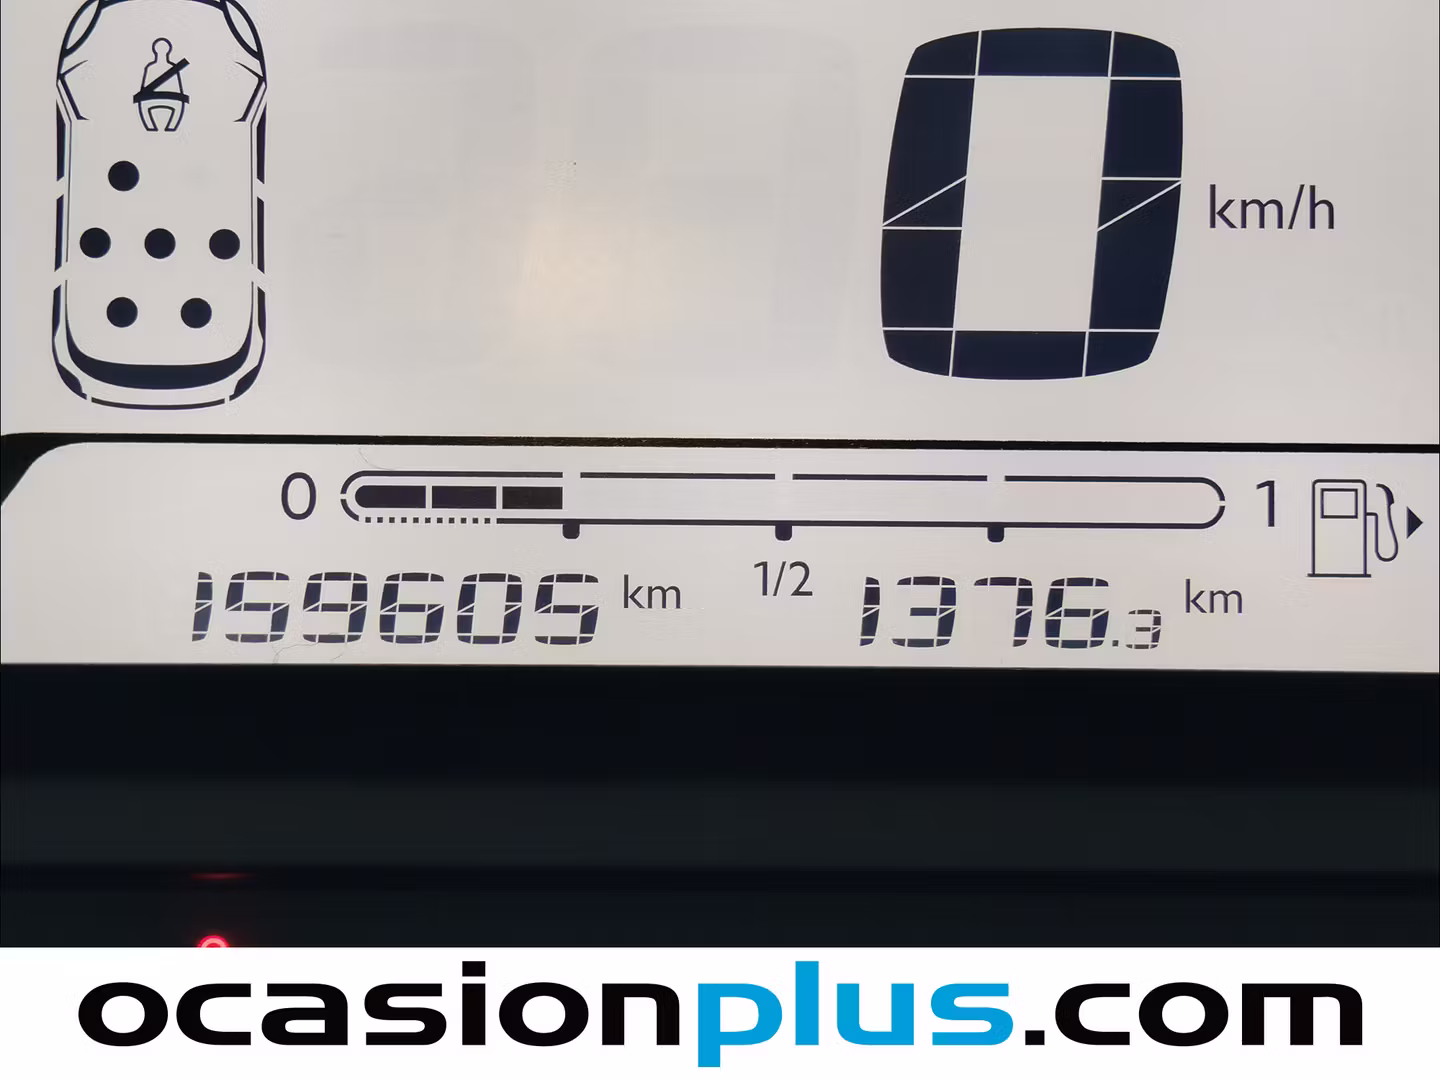 0 km/h
0 1
159605 km 1/2 1376.3 km
ocasionplus.com